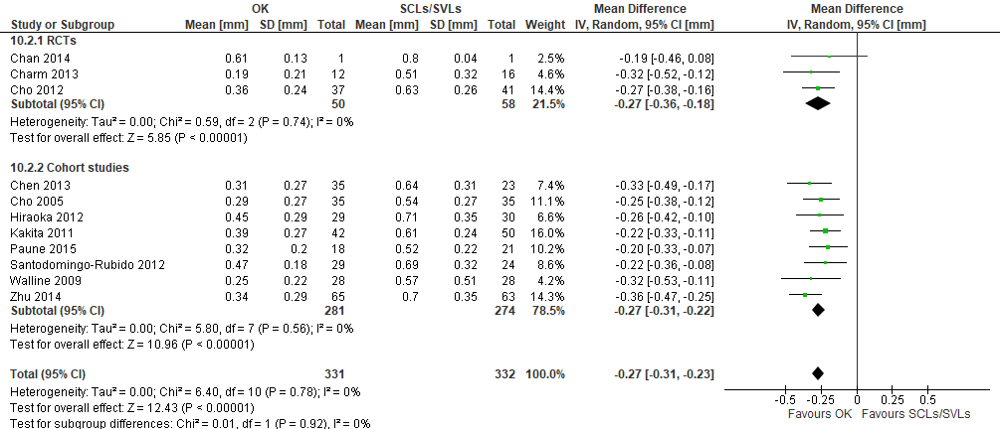 OK SCLs/SVLs Mean Difference Mean Difference
Study or Subgroup Mean [mm] SD [mm] Total Mean [mm] SD [mm] Total Weight IV, Random, 95% CI [mm] IV, Random, 95% CI [mm]
10.2.1 RCTs
Chan 2014 0.61 0.13 1 0.8 0.04 1 2.5% -0.19 [-0.46, 0.08]
Charm 2013 0.19 0.21 12 0.51 0.32 16 4.6% -0.32 [-0.52, -0.12]
Cho 2012 0.36 0.24 37 0.63 0.26 41 14.4% -0.27 [-0.38, -0.16]
Subtotal (95% CI) 50 58 21.5% -0.27 [-0.36, -0.18]
Heterogeneity: Tau² = 0.00; Chi² = 0.59, df = 2 (P = 0.74); I² = 0%
Test for overall effect: Z = 5.85 (P < 0.00001)
10.2.2 Cohort studies
Chen 2013 0.31 0.27 35 0.64 0.31 23 7.4% -0.33 [-0.49, -0.17]
Cho 2005 0.29 0.27 35 0.54 0.27 35 11.1% -0.25 [-0.38, -0.12]
Hiraoka 2012 0.45 0.29 29 0.71 0.35 30 6.6% -0.26 [-0.42, -0.10]
Kakita 2011 0.39 0.27 42 0.61 0.24 50 16.0% -0.22 [-0.33, -0.11]
Paune 2015 0.32 0.2 18 0.52 0.22 21 10.2% -0.20 [-0.33, -0.07]
Santodomingo-Rubido 2012 0.47 0.18 29 0.69 0.32 24 8.6% -0.22 [-0.36, -0.08]
Walline 2009 0.25 0.22 28 0.57 0.51 28 4.2% -0.32 [-0.53, -0.11]
Zhu 2014 0.34 0.29 65 0.7 0.35 63 14.3% -0.36 [-0.47, -0.25]
Subtotal (95% CI) 281 274 78.5% -0.27 [-0.31, -0.22]
Heterogeneity: Tau² = 0.00; Chi² = 5.80, df = 7 (P = 0.56); I² = 0%
Test for overall effect: Z = 10.96 (P < 0.00001)
Total (95% CI) 331 332 100.0% -0.27 [-0.31, -0.23]
Heterogeneity: Tau² = 0.00; Chi² = 6.40, df = 10 (P = 0.78); I² = 0%
Test for overall effect: Z = 12.43 (P < 0.00001)
Test for subgroup differences: Chi² = 0.01, df = 1 (P = 0.92), I² = 0%
-0.5 -0.25 0 0.25 0.5
Favours OK Favours SCLs/SVLs